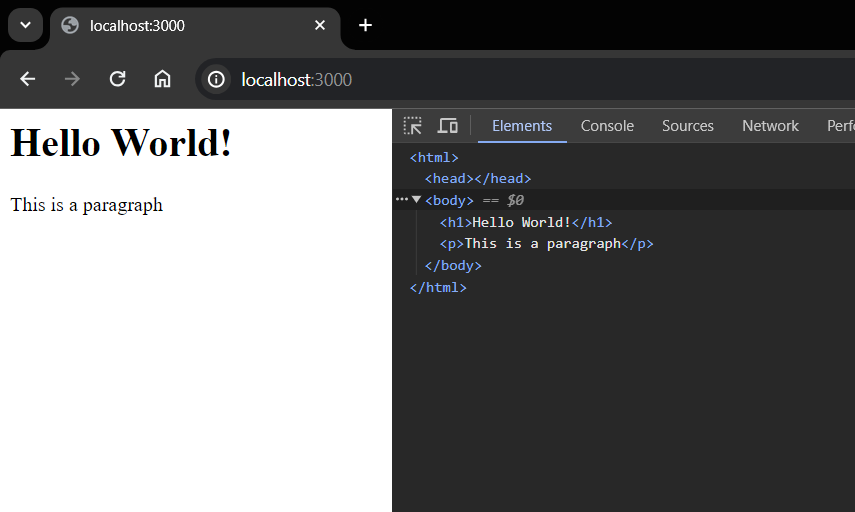 localhost:3000
localhost:3000
Hello World!
This is a paragraph
Elements Console Sources Network Perf
<html>
<head></head>
<body> == $0
<h1>Hello World!</h1>
<p>This is a paragraph</p>
</body>
</html>